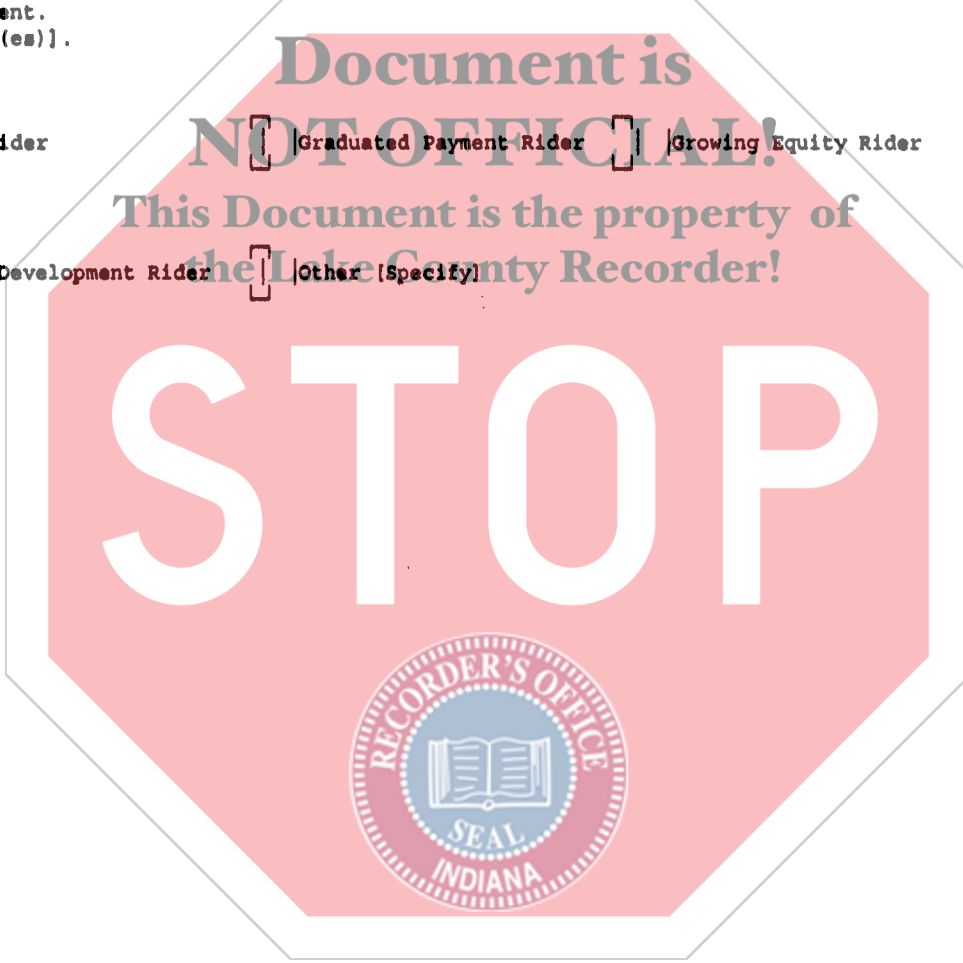 ent.
(es)].
Document is
NOT OFFICIAL!
ider Graduated Payment Rider Growing Equity Rider
This Document is the property of
the Lake County Recorder!
Development Rider Other [Specify]
STOP
RECORDER'S OFFICE
SEAL
INDIANA